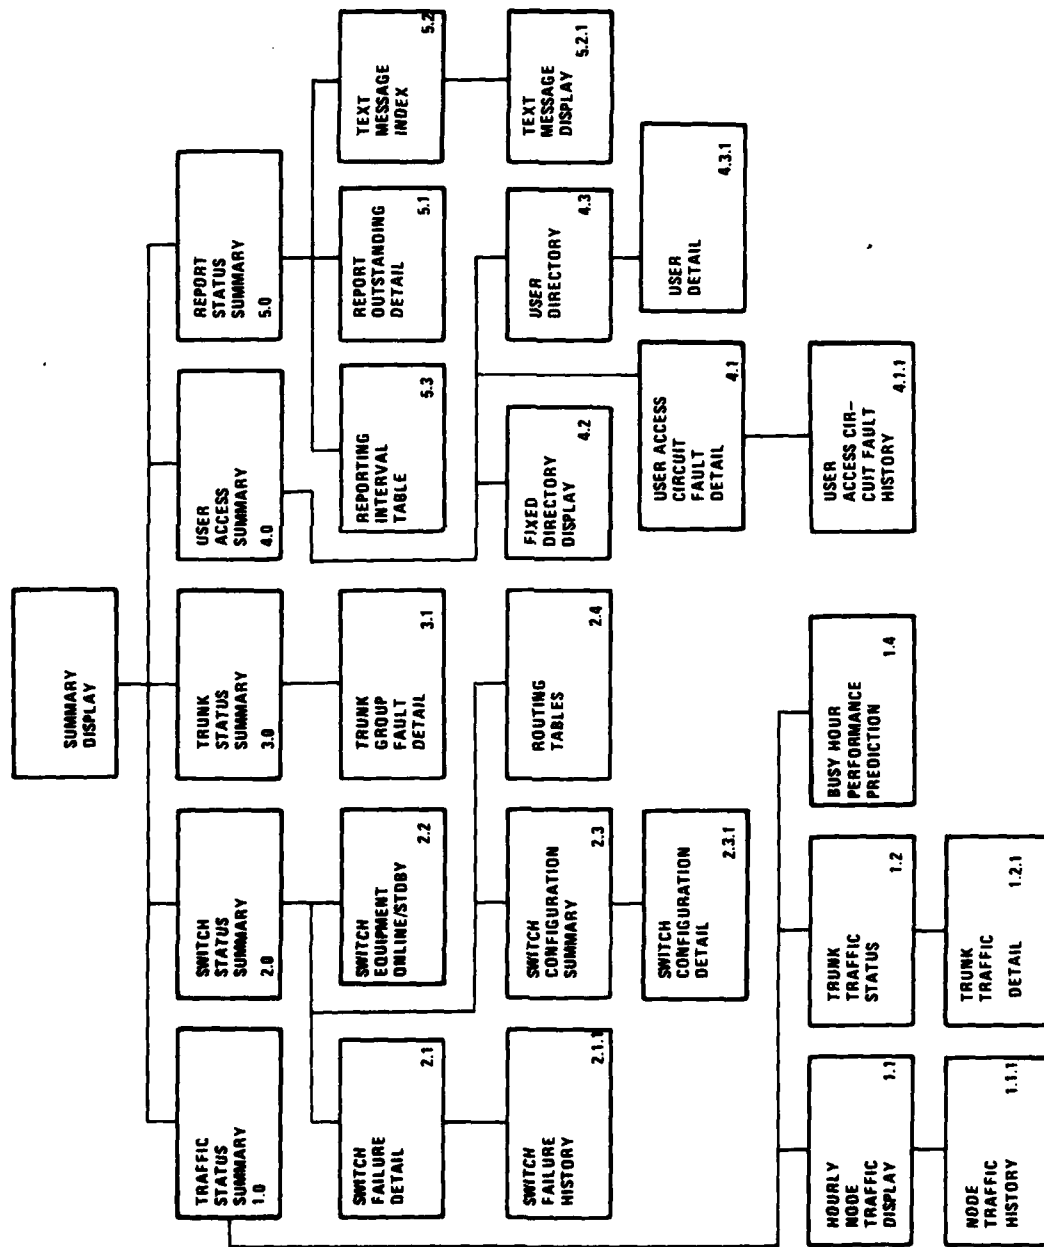 SUMMARY
DISPLAY
TRAFFIC
STATUS
SUMMARY
1.0
SWITCH
STATUS
SUMMARY
2.0
TRUNK
STATUS
SUMMARY
3.0
USER
ACCESS
SUMMARY
4.0
REPORT
STATUS
SUMMARY
5.0
SWITCH
FAILURE
DETAIL
2.1
SWITCH
EQUIPMENT
ONLINE/STDBY
2.2
TRUNK
GROUP
FAULT
DETAIL
3.1
REPORTING
INTERVAL
TABLE
5.3
REPORT
OUTSTANDING
DETAIL
5.1
TEXT
MESSAGE
INDEX
5.2
SWITCH
FAILURE
HISTORY
2.1.1
SWITCH
CONFIGURATION
SUMMARY
2.3
ROUTING
TABLES
2.4
FIXED
DIRECTORY
DISPLAY
4.2
USER
DIRECTORY
4.3
TEXT
MESSAGE
DISPLAY
5.2.1
SWITCH
CONFIGURATION
DETAIL
2.3.1
USER ACCESS
CIRCUIT
FAULT
DETAIL
4.1
USER
DETAIL
4.3.1
HOURLY
NODE
TRAFFIC
DISPLAY
1.1
TRUNK
TRAFFIC
STATUS
1.2
BUSY HOUR
PERFORMANCE
PREDICTION
1.4
USER
ACCESS CIR-
CUIT FAULT
HISTORY
4.1.1
NODE
TRAFFIC
HISTORY
1.1.1
TRUNK
TRAFFIC
DETAIL
1.2.1